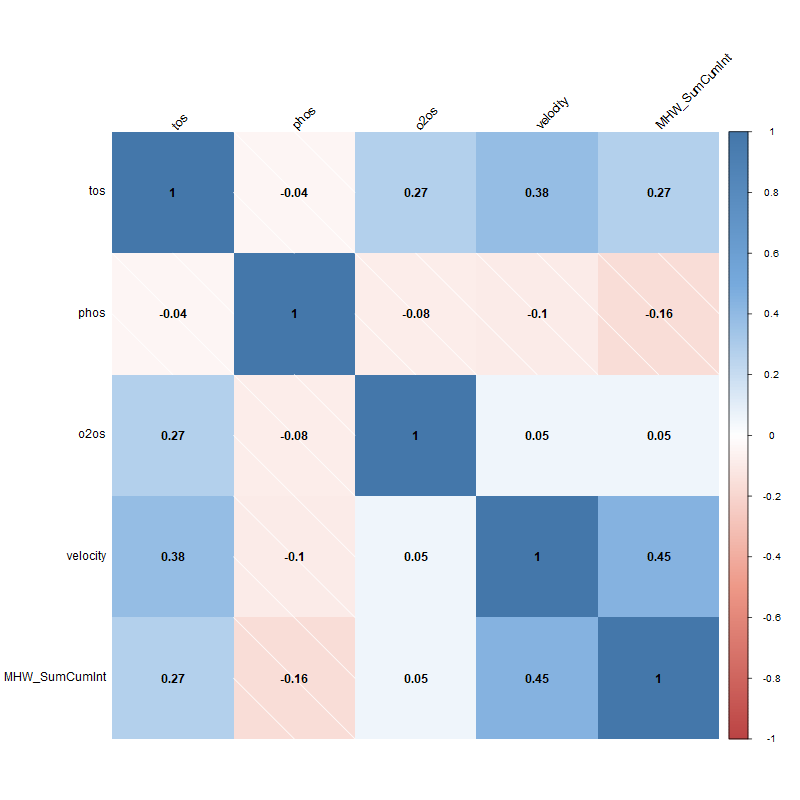 tos phos o2os velocity MHW_SumCumInt
tos 1 -0.04 0.27 0.38 0.27
phos -0.04 1 -0.08 -0.1 -0.16
o2os 0.27 -0.08 1 0.05 0.05
velocity 0.38 -0.1 0.05 1 0.45
MHW_SumCumInt 0.27 -0.16 0.05 0.45 1
1
0.8
0.6
0.4
0.2
0
-0.2
-0.4
-0.6
-0.8
-1